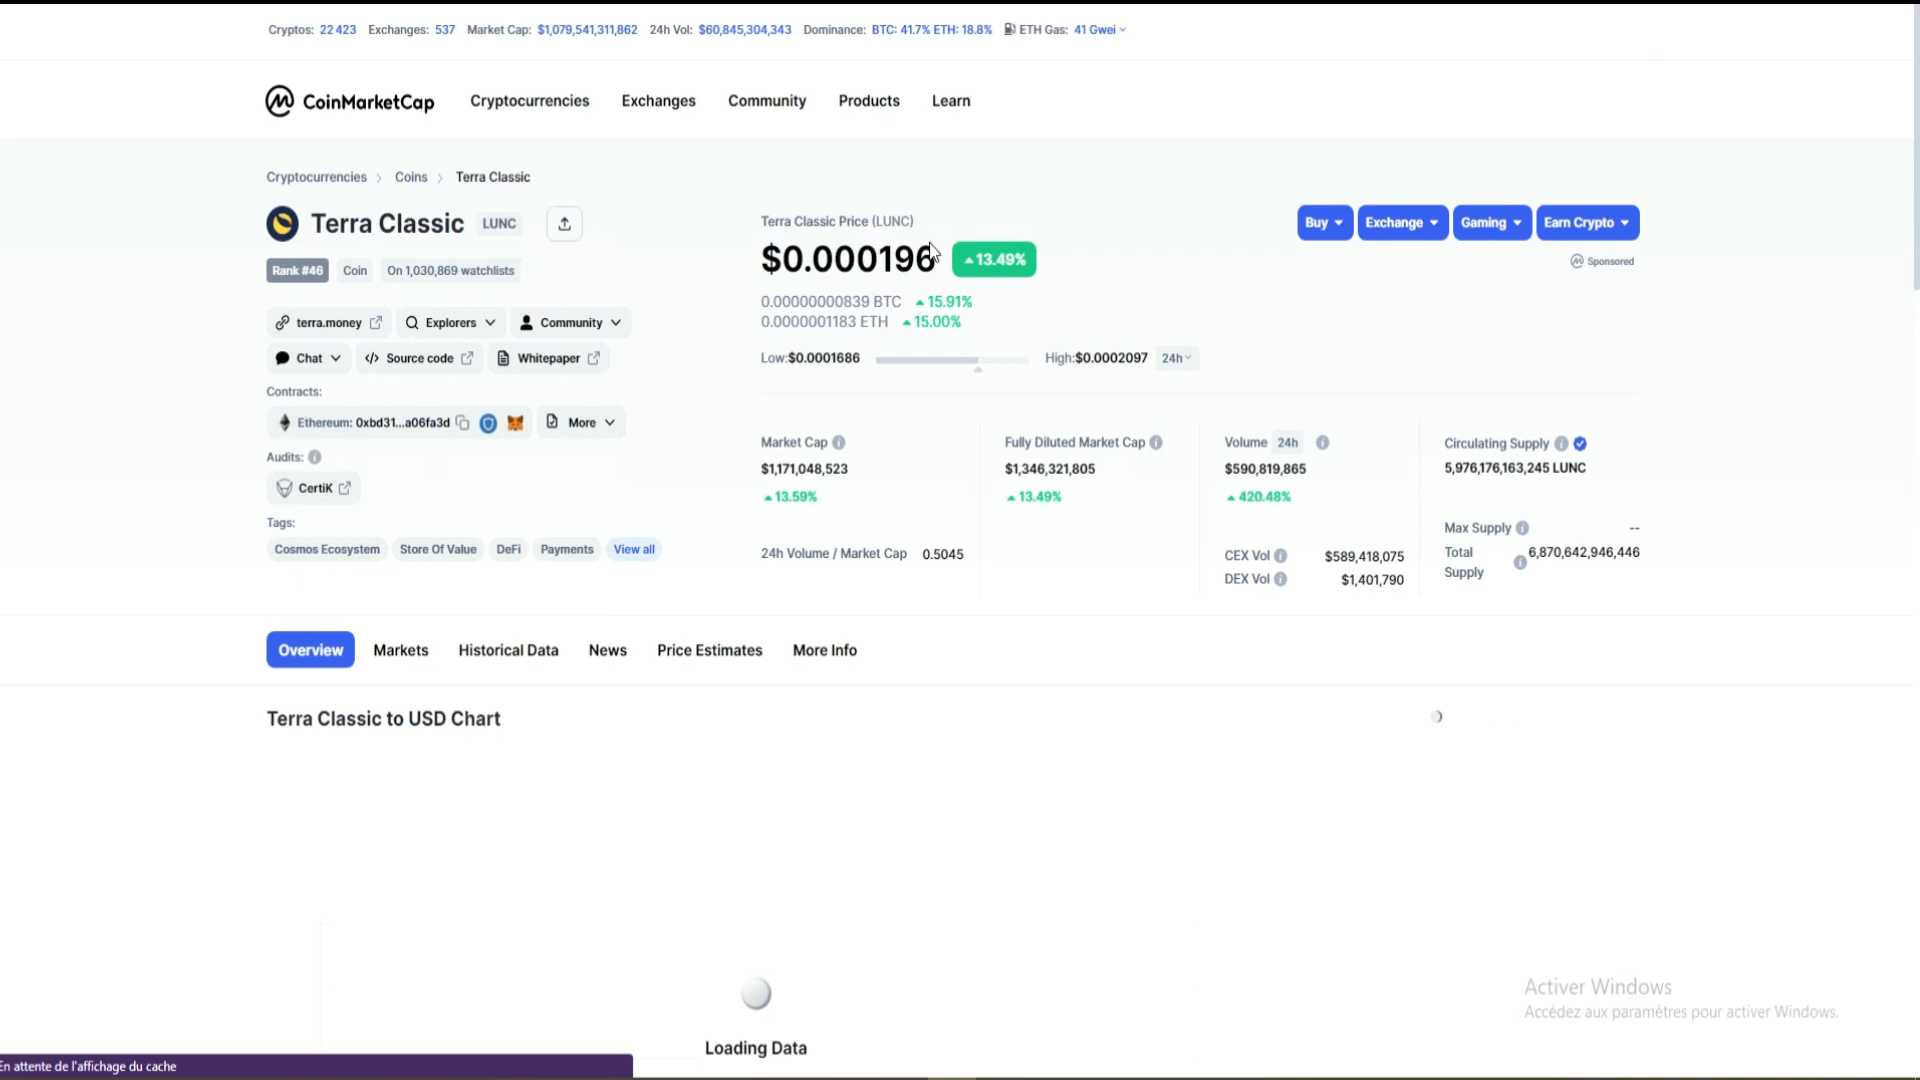 Cryptos: 22 423 Exchanges: 537 Market Cap: $1,079,541,311,862 24h Vol: $60,845,304,343 Dominance: BTC: 41.7% ETH: 18.8% ETH Gas: 41 Gwei
CoinMarketCap Cryptocurrencies Exchanges Community Products Learn
Cryptocurrencies > Coins > Terra Classic
Terra Classic LUNC
Rank #46 Coin On 1,030,869 watchlists
terra.money Explorers Community
Chat Source code Whitepaper
Contracts:
Ethereum: 0xbd31...a06fa3d More
Audits:
CertiK
Tags:
Cosmos Ecosystem Store Of Value DeFi Payments View all
Terra Classic Price (LUNC)
$0.000196 13.49%
0.00000000839 BTC 15.91%
0.0000001183 ETH 15.00%
Low:$0.0001686 High:$0.0002097 24h
Buy Exchange Gaming Earn Crypto
Sponsored
Market Cap
$1,171,048,523
13.59%
24h Volume / Market Cap 0.5045
Fully Diluted Market Cap
$1,346,321,805
13.49%
Volume 24h
$590,819,865
420.48%
CEX Vol $589,418,075
DEX Vol $1,401,790
Circulating Supply
5,976,176,163,245 LUNC
Max Supply --
Total Supply 6,870,642,946,446
Overview Markets Historical Data News Price Estimates More Info
Terra Classic to USD Chart
Loading Data
Activer Windows
Accédez aux paramètres pour activer Windows.
En attente de l'affichage du cache